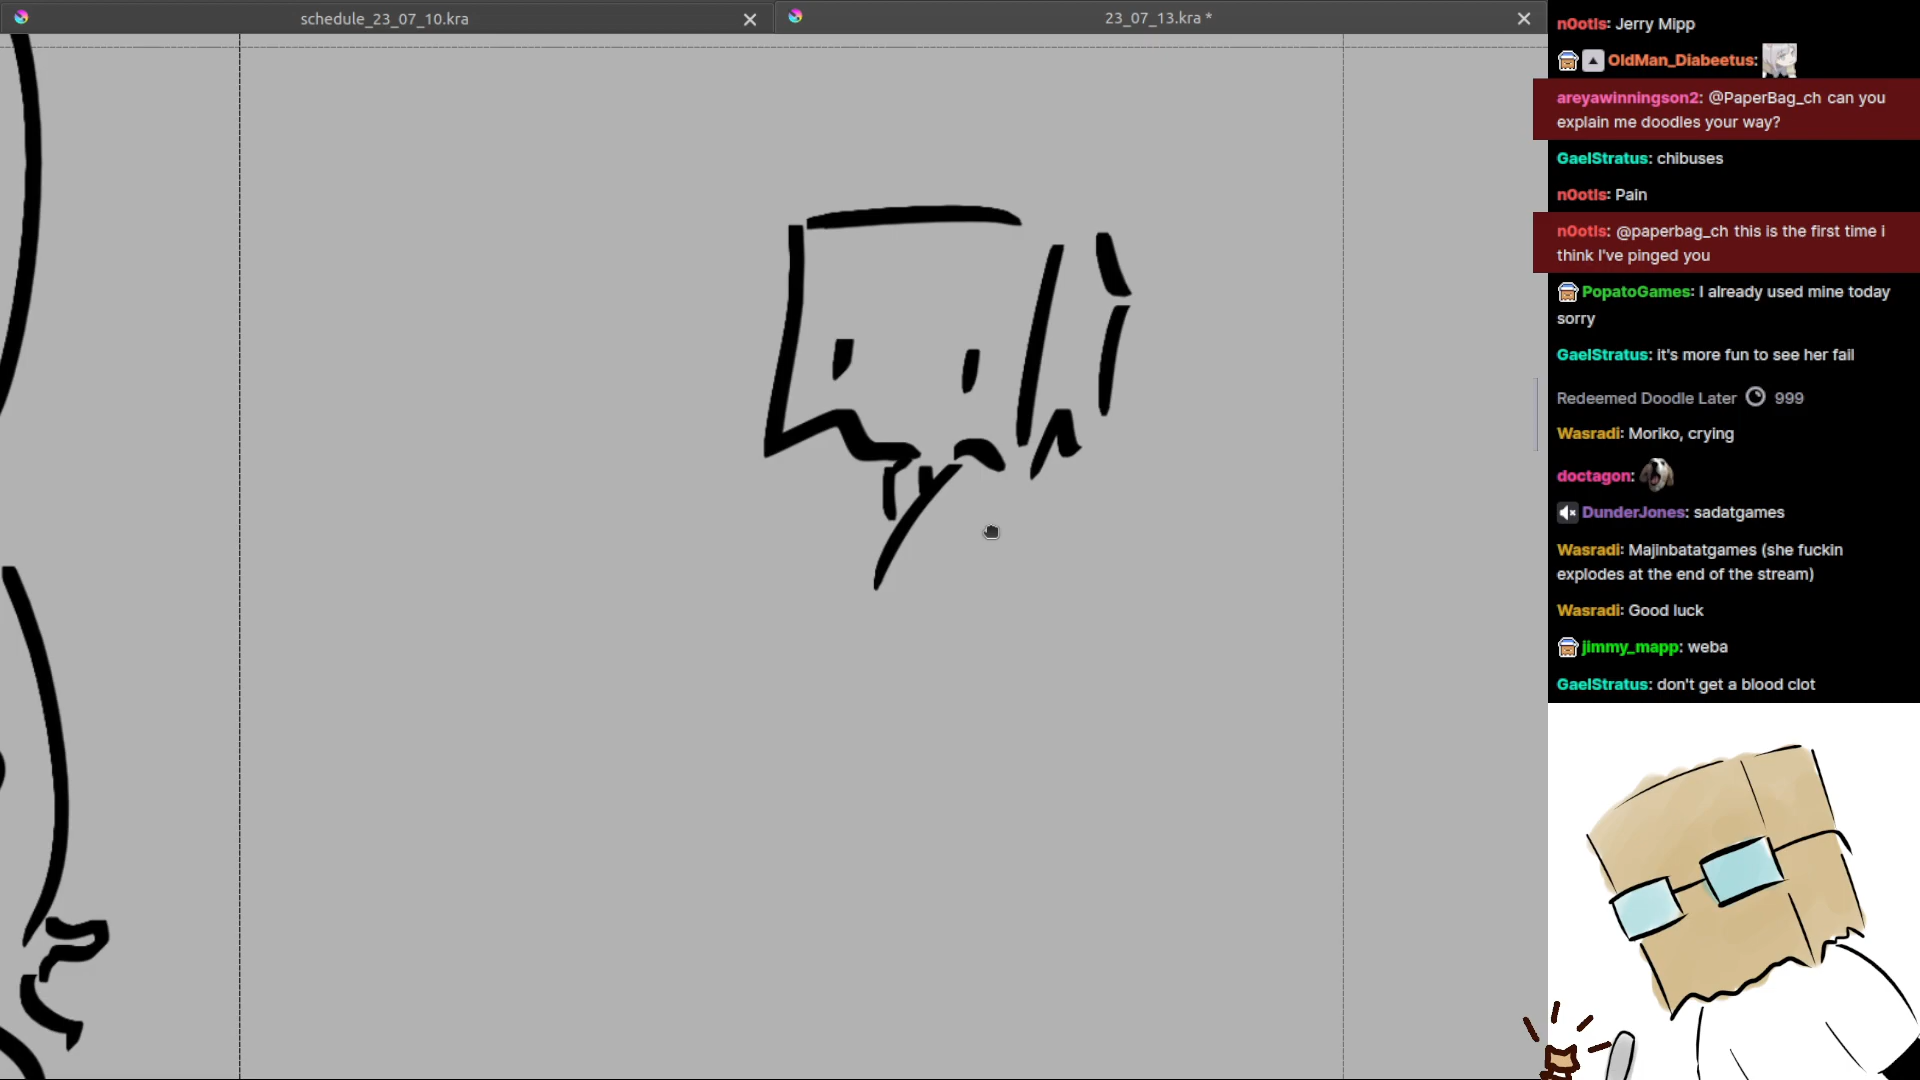 schedule_23_07_10.kra
23_07_13.kra *
n0otls: Jerry Mipp
OldMan_Diabeetus:
areyawinningson2: @PaperBag_ch can you
explain me doodles your way?
GaelStratus: chibuses
n0otls: Pain
n0otls: @paperbag_ch this is the first time i
think I've pinged you
PopatoGames: I already used mine today
sorry
GaelStratus: it's more fun to see her fail
Redeemed Doodle Later 999
Wasradi: Moriko, crying
doctagon:
DunderJones: sadatgames
Wasradi: Majinbatatgames (she fuckin
explodes at the end of the stream)
Wasradi: Good luck
jimmy_mapp: weba
GaelStratus: don't get a blood clot